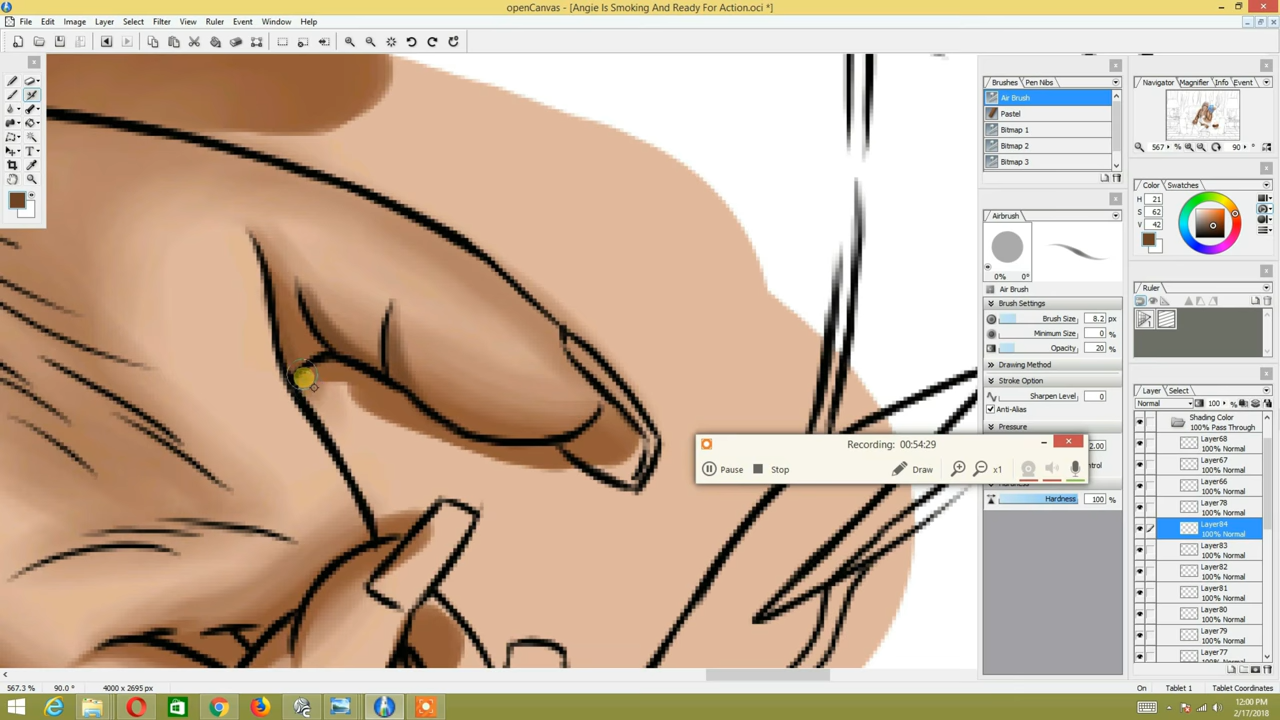 openCanvas - [Angie Is Smoking And Ready For Action.oci *]
File Edit Image Layer Select Filter View Ruler Event Window Help
Brushes Pen Nibs
Air Brush
Pastel
Bitmap 1
Bitmap 2
Bitmap 3
Navigator Magnifier Info Event
567 % 90 °
Color Swatches
H 21
S 62
V 42
Airbrush
0% 0°
Air Brush
Brush Settings
Brush Size 8.2 px
Minimum Size 0 %
Opacity 20 %
Drawing Method
Stroke Option
Sharpen Level 0
Anti-Alias
Pressure
2.00
Hardness 100 %
Ruler
Layer Select
Normal 100 %
Shading Color
100% Pass Through
Layer68
100% Normal
Layer67
100% Normal
Layer66
100% Normal
Layer78
100% Normal
Layer84
100% Normal
Layer83
100% Normal
Layer82
100% Normal
Layer81
100% Normal
Layer80
100% Normal
Layer79
100% Normal
Layer77
100% Normal
Recording: 00:54:29
Pause Stop Draw x1
567.3 % 90.0 ° 4000 x 2695 px
On Tablet 1 Tablet Coordinates
12:00 PM
2/17/2018